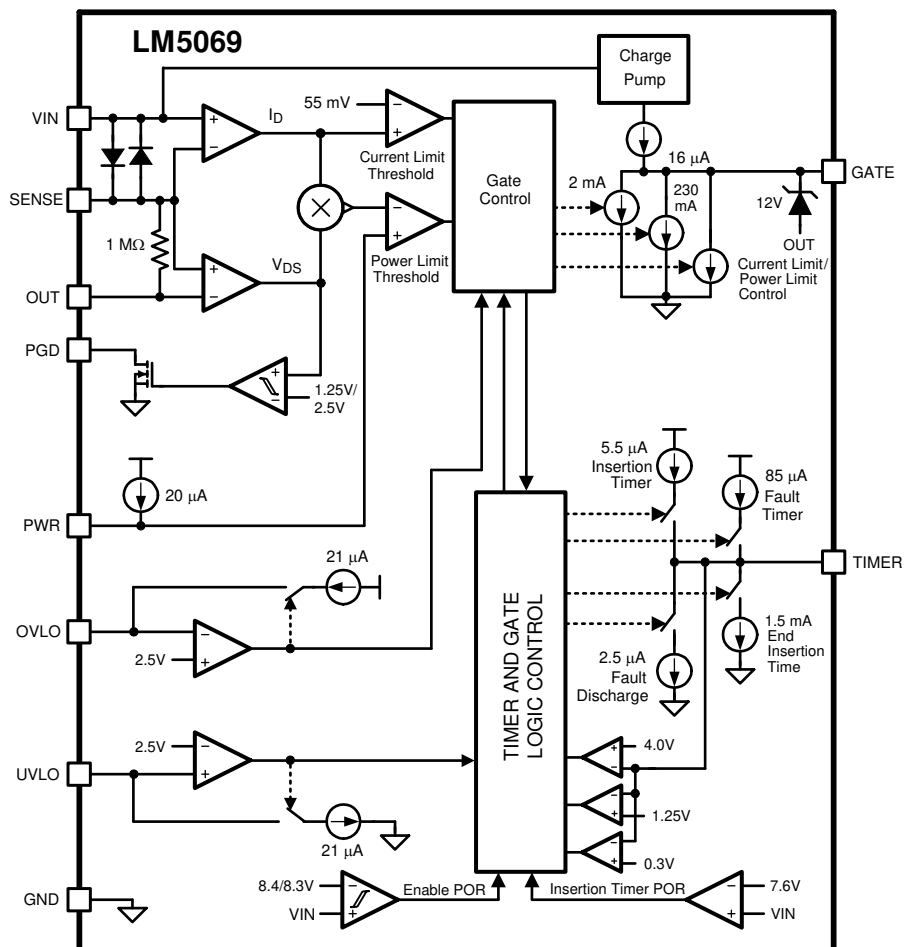 LM5069
Charge
Pump
VIN
I_D
55 mV
Current Limit
Threshold
Gate
Control
16 μA
GATE
2 mA
230
mA
12V
OUT
SENSE
1 MΩ
V_DS
Power Limit
Threshold
Current Limit/
Power Limit
Control
OUT
PGD
1.25V/
2.5V
5.5 μA
Insertion
Timer
85 μA
Fault
Timer
20 μA
PWR
TIMER
21 μA
OVLO
2.5V
TIMER AND GATE
LOGIC CONTROL
1.5 mA
End
Insertion
Time
2.5 μA
Fault
Discharge
2.5V
4.0V
UVLO
1.25V
21 μA
0.3V
8.4/8.3V
Enable POR
Insertion Timer POR
7.6V
GND
VIN
VIN
+
−
+
−
−
+
−
+
+
−
−
+
−
+
+
−
−
+
−
+
−
+
−
+